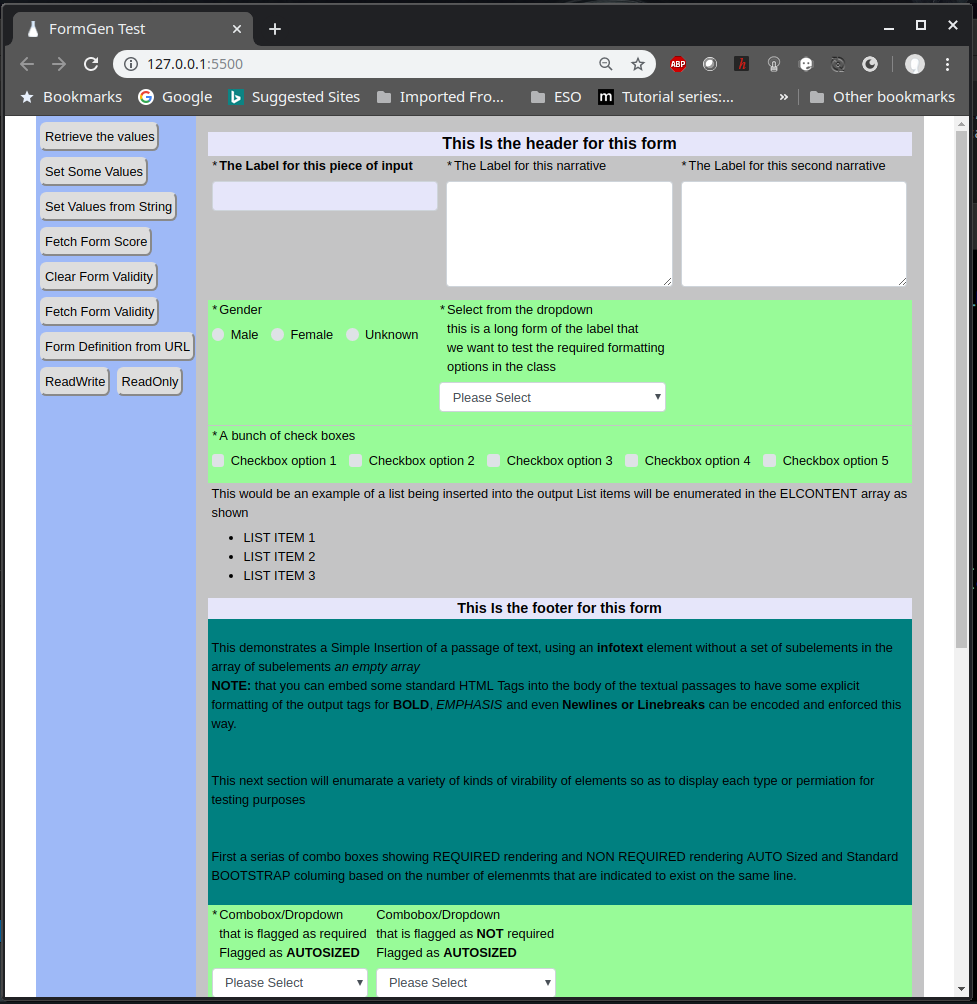 FormGen Test
127.0.0.1:5500
ABP
h
Bookmarks Google Suggested Sites Imported Fro... ESO m Tutorial series:... » Other bookmarks
Retrieve the values
Set Some Values
Set Values from String
Fetch Form Score
Clear Form Validity
Fetch Form Validity
Form Definition from URL
ReadWrite ReadOnly
This Is the header for this form
*The Label for this piece of input *The Label for this narrative *The Label for this second narrative
*Gender
Male Female Unknown
*Select from the dropdown
this is a long form of the label that
we want to test the required formatting
options in the class
Please Select
*A bunch of check boxes
Checkbox option 1 Checkbox option 2 Checkbox option 3 Checkbox option 4 Checkbox option 5
This would be an example of a list being inserted into the output List items will be enumerated in the ELCONTENT array as
shown
• LIST ITEM 1
• LIST ITEM 2
• LIST ITEM 3
This Is the footer for this form
This demonstrates a Simple Insertion of a passage of text, using an infotext element without a set of subelements in the
array of subelements an empty array
NOTE: that you can embed some standard HTML Tags into the body of the textual passages to have some explicit
formatting of the output tags for BOLD, EMPHASIS and even Newlines or Linebreaks can be encoded and enforced this
way.
This next section will enumarate a variety of kinds of virability of elements so as to display each type or permiation for
testing purposes
First a serias of combo boxes showing REQUIRED rendering and NON REQUIRED rendering AUTO Sized and Standard
BOOTSTRAP columing based on the number of elemenmts that are indicated to exist on the same line.
*Combobox/Dropdown
that is flagged as required
Flagged as AUTOSIZED
Please Select
Combobox/Dropdown
that is flagged as NOT required
Flagged as AUTOSIZED
Please Select